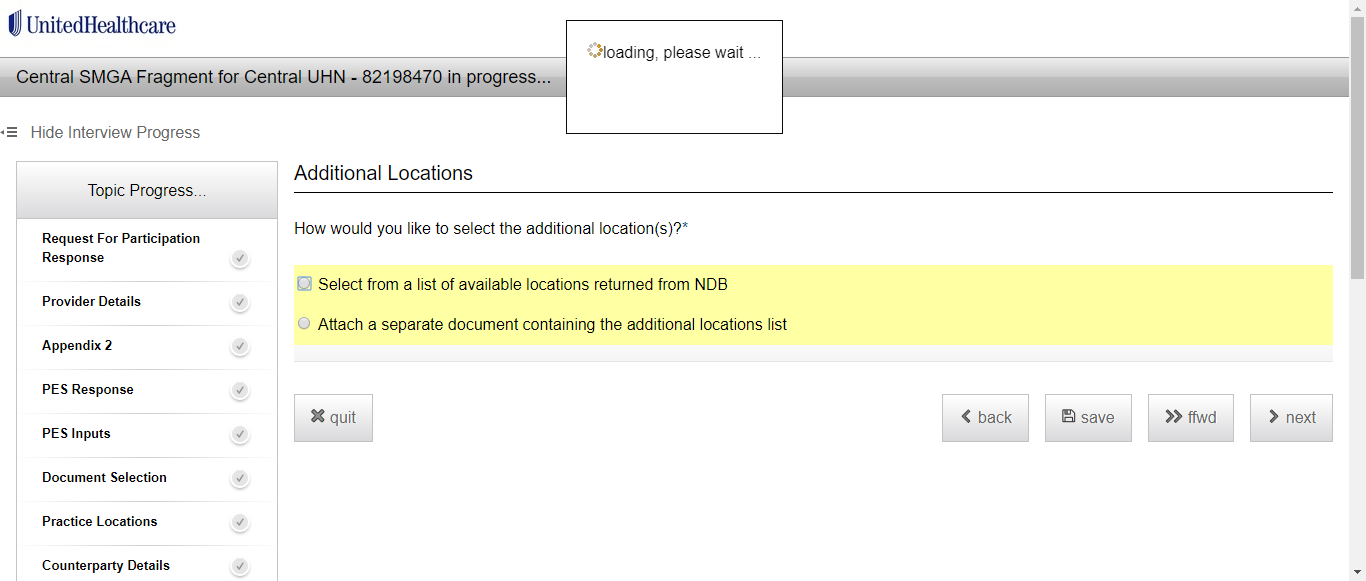 UnitedHealthcare
loading, please wait ...
Central SMGA Fragment for Central UHN - 82198470 in progress...
Hide Interview Progress
Topic Progress...
Request For Participation
Response
Provider Details
Appendix 2
PES Response
PES Inputs
Document Selection
Practice Locations
Counterparty Details
Additional Locations
How would you like to select the additional location(s)?*
Select from a list of available locations returned from NDB
Attach a separate document containing the additional locations list
quit
back
save
ffwd
next